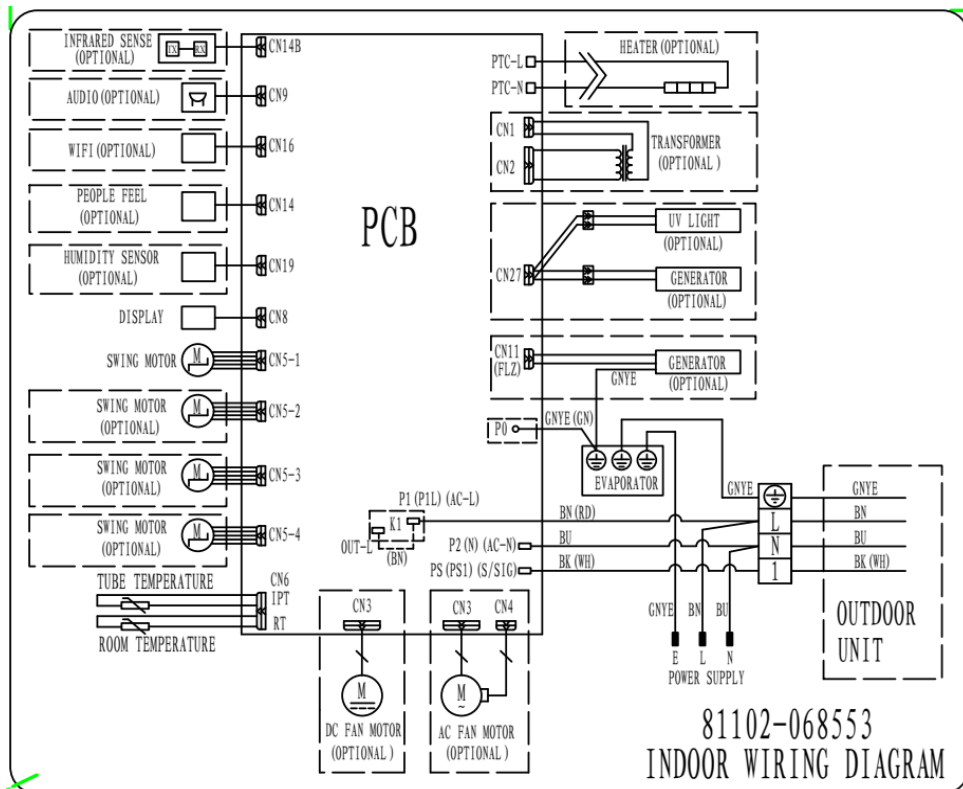 INFRARED SENSE
(OPTIONAL)
TX
RX
CN14B
AUDIO(OPTIONAL)
CN9
WIFI(OPTIONAL)
CN16
PEOPLE FEEL
(OPTIONAL)
CN14
HUMIDITY SENSOR
(OPTIONAL)
CN19
DISPLAY
CN8
SWING MOTOR
M
CN5-1
SWING MOTOR
(OPTIONAL)
M
CN5-2
SWING MOTOR
(OPTIONAL)
M
CN5-3
SWING MOTOR
(OPTIONAL)
M
CN5-4
TUBE TEMPERATURE
CN6
IPT
RT
ROOM TEMPERATURE
PCB
PTC-L
PTC-N
HEATER(OPTIONAL)
CN1
CN2
TRANSFORMER
(OPTIONAL )
CN27
UV LIGHT
(OPTIONAL)
GENERATOR
(OPTIONAL)
CN11
(FLZ)
GENERATOR
(OPTIONAL)
GNYE
P0
GNYE(GN)
EVAPORATOR
P1(P1L)(AC-L)
K1
OUT-L
(BN)
P2(N)(AC-N)
PS(PS1)(S/SIG)
BN(RD)
BU
BK(WH)
GNYE
L
N
1
GNYE
BN
BU
BK(WH)
OUTDOOR
UNIT
GNYE
BN
BU
E
L
N
POWER SUPPLY
CN3
M
DC FAN MOTOR
(OPTIONAL )
CN3
CN4
M
~
AC FAN MOTOR
(OPTIONAL )
81102-068553
INDOOR WIRING DIAGRAM